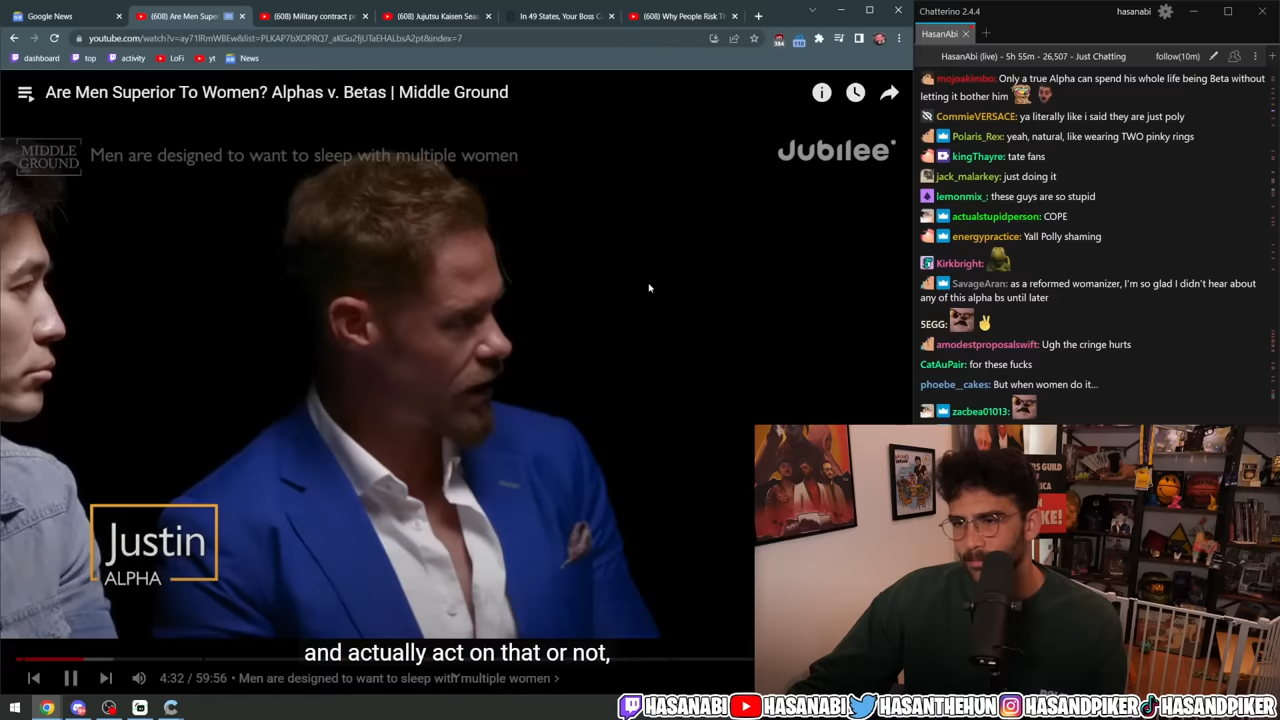 Google News
(608) Are Men Super
(608) Military contract p
(608) Jujutsu Kaisen Seas
In 49 States, Your Boss C
(608) Why People Risk Th
youtube.com/watch?v=ay71IRmWBEw&list=PLKAP7bXOPRQ7_aKGu2fjUTaEHALbsA2pt&index=7
dashboard
top
activity
LoFi
yt
News
Are Men Superior To Women? Alphas v. Betas | Middle Ground
MIDDLE
GROUND
Men are designed to want to sleep with multiple women
Jubilee
Justin
ALPHA
and actually act on that or not,
4:32 / 59:56 • Men are designed to want to sleep with multiple women >
Chatterino 2.4.4
hasanabi
HasanAbi
HasanAbi (live) - 5h 55m - 26,507 - Just Chatting
follow(10m)
mojoakimbo: Only a true Alpha can spend his whole life being Beta without
letting it bother him
CommieVERSACE: ya literally like i said they are just poly
Polaris_Rex: yeah, natural, like wearing TWO pinky rings
kingThayre: tate fans
jack_malarkey: just doing it
lemonmix_: these guys are so stupid
actualstupidperson: COPE
energypractice: Yall Polly shaming
Kirkbright:
SavageAran: as a reformed womanizer, I'm so glad I didn't hear about
any of this alpha bs until later
5EGG:
amodestproposalswift: Ugh the cringe hurts
CatAuPair: for these fucks
phoebe__cakes: But when women do it...
zacbea01013:
HASANABI
HASANABI
HASANTHEHUN
HASANDPIKER
HASANDPIKER